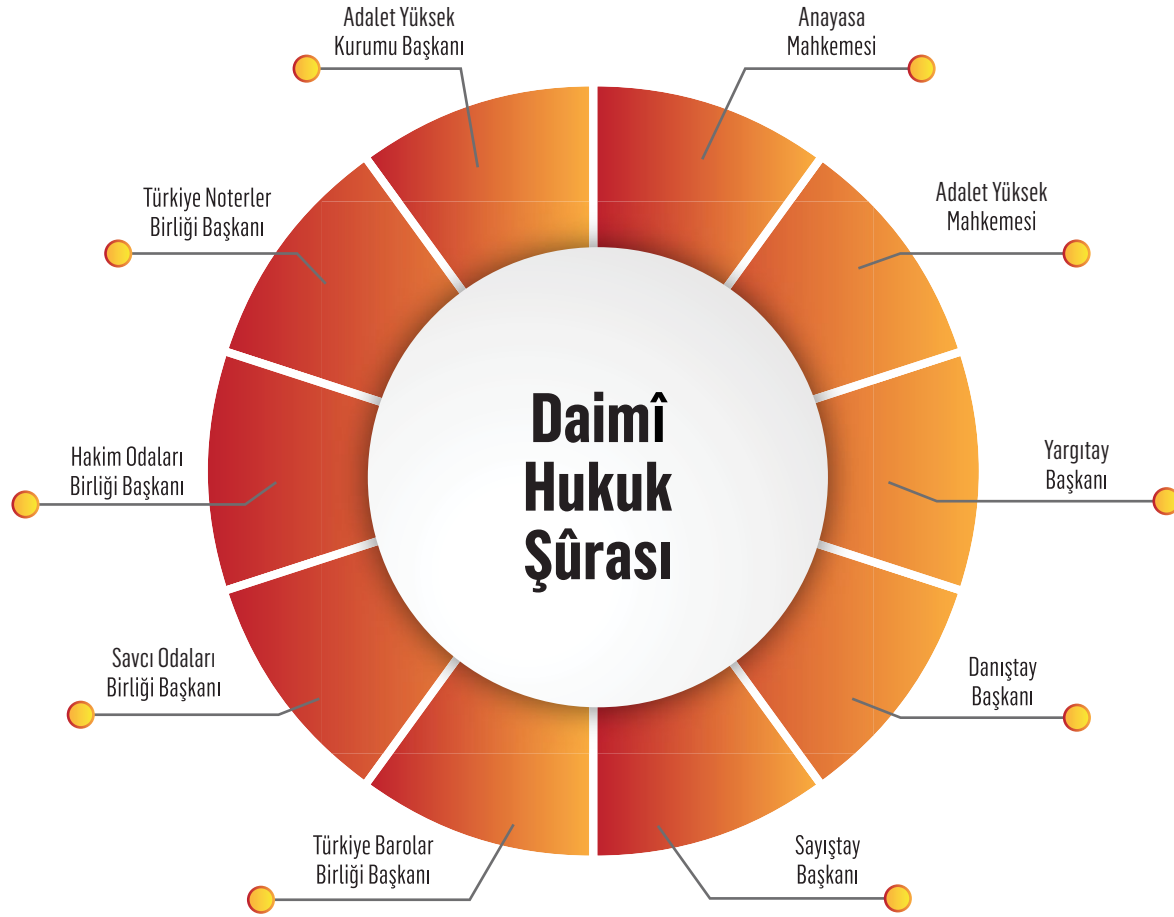 Adalet Yüksek
Kurumu Başkanı
Anayasa
Mahkemesi
Türkiye Noterler
Birliği Başkanı
Adalet Yüksek
Mahkemesi
Daimî
Hukuk
Şûrası
Hakim Odaları
Birliği Başkanı
Yargıtay
Başkanı
Savcı Odaları
Birliği Başkanı
Danıştay
Başkanı
Türkiye Barolar
Birliği Başkanı
Sayıştay
Başkanı